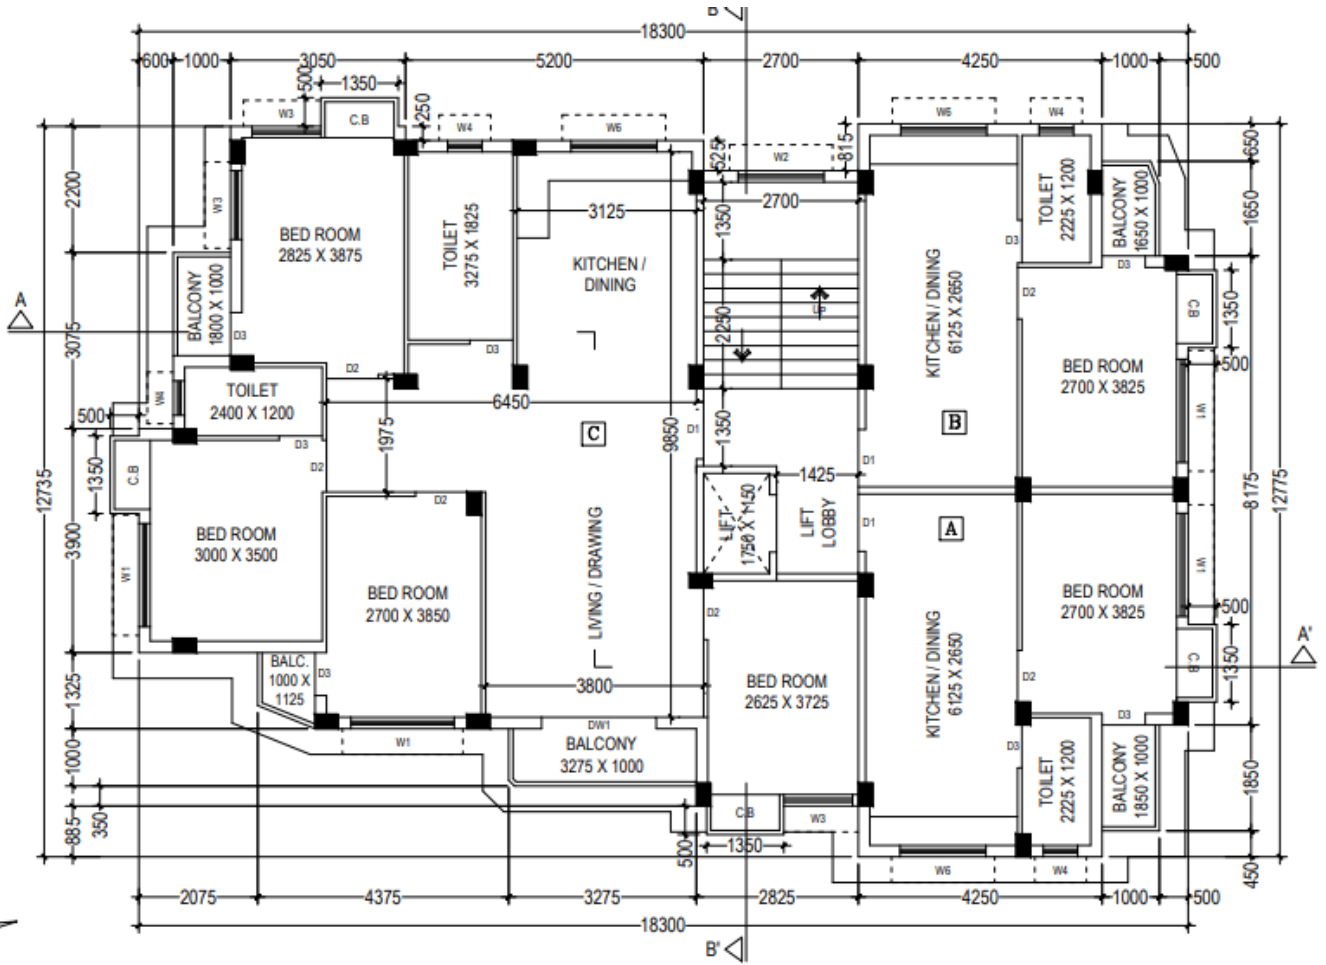 B
18300
600
1000
3050
5200
2700
4250
1000
500
500
1350
250
W3
C.B
W4
W6
W2
W6
W4
525
815
650
2200
W3
BED ROOM
2825 X 3875
TOILET
3275 X 1825
3125
KITCHEN /
DINING
1350
2700
TOILET
2225 X 1200
BALCONY
1650 X 1000
1650
D3
D3
D2
A
BALCONY
1800 X 1000
D3
3075
2250
UP
KITCHEN / DINING
6125 X 2650
C.B
1350
500
D3
D2
BED ROOM
2700 X 3825
W4
TOILET
2400 X 1200
6450
500
1975
C
9850
D1
1350
B
D1
W1
D3
D2
12735
1350
C.B
1425
8175
12775
3900
BED ROOM
3000 X 3500
D2
LIFT
1750 X 1150
LIFT
LOBBY
D1
A
W1
W1
BED ROOM
2700 X 3850
LIVING / DRAWING
D2
BED ROOM
2700 X 3825
500
A'
BALC.
1000 X
1125
D3
3800
BED ROOM
2625 X 3725
KITCHEN / DINING
6125 X 2650
D2
C.B
1350
1325
D3
W1
DW1
BALCONY
3275 X 1000
D3
TOILET
2225 X 1200
BALCONY
1850 X 1000
1850
1000
885
350
C.B
W3
500
1350
W6
W4
450
2075
4375
3275
2825
4250
1000
500
18300
B'